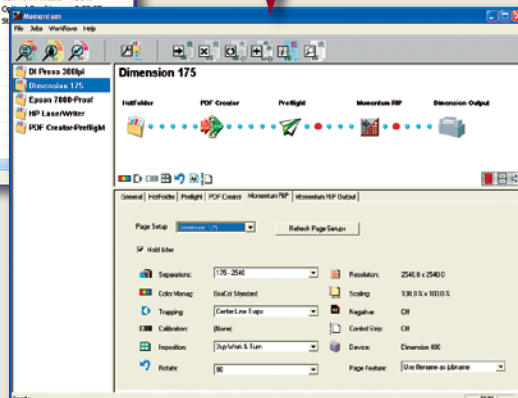 Momentum
File Jobs Workflows Help
DI Press 300lpi
Dimension 175
Epson 7800-Proof
HP LaserWriter
PDF Creator-Preflight
Dimension 175
HotFolder PDF Creator Preflight Momentum RIP Dimension Output
General HotFolder Preflight PDF Creator Momentum RIP Momentum RIP Output
Page Setup Dimension 175 Refresh Page Setups
Hold After
Separations: 175-2540 Resolution: 2540.0 x 2540.0
Color Manag: GraCol Standard Scaling: 100.0 % x 100.0 %
Trapping: Center Line Traps Negative: Off
Calibration: (None) Control Strip: Off
Imposition: 2up Work & Turn Device: Dimension 800
Rotate: 90 Page Feature: Use filename as jobname
Ready